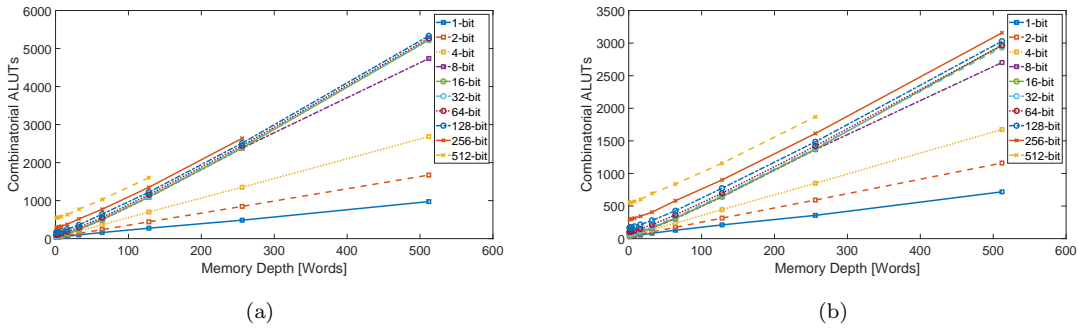 6000
5000
4000
3000
2000
1000
0
0 100 200 300 400 500 600
Combinatorial ALUTs
Memory Depth [Words]
1-bit
2-bit
4-bit
8-bit
16-bit
32-bit
64-bit
128-bit
256-bit
512-bit
(a)
3500
3000
2500
2000
1500
1000
500
0
0 100 200 300 400 500 600
Combinatorial ALUTs
Memory Depth [Words]
1-bit
2-bit
4-bit
8-bit
16-bit
32-bit
64-bit
128-bit
256-bit
512-bit
(b)